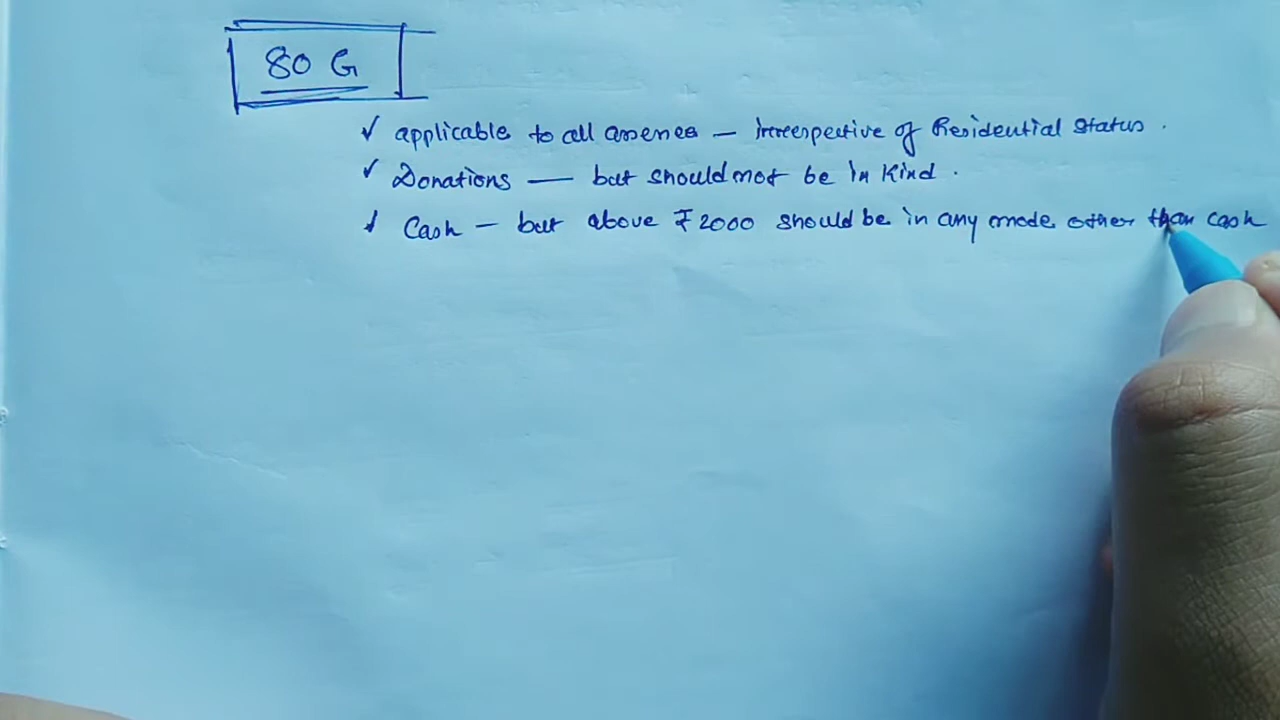 80 G
✓ applicable to all assesses — Irrespective of Residential Status.
✓ Donations — but should not be in Kind.
✓ Cash — but above ₹2000 should be in any mode other than cash